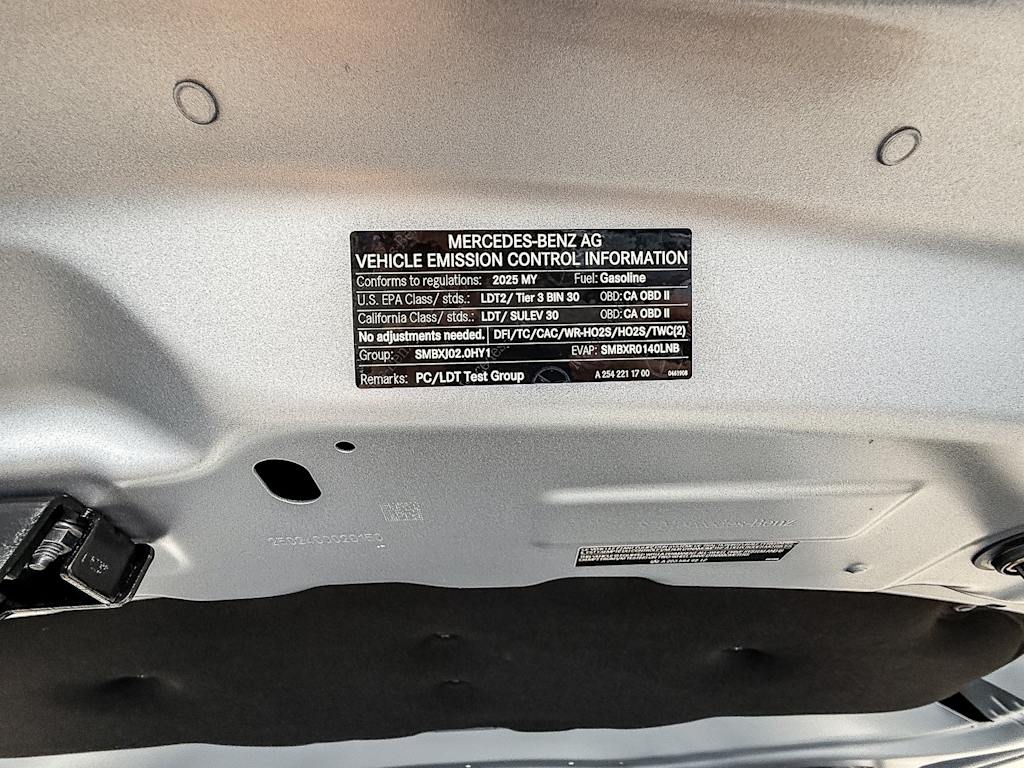 MERCEDES-BENZ AG
VEHICLE EMISSION CONTROL INFORMATION
Conforms to regulations: 2025 MY Fuel: Gasoline
U.S. EPA Class/ stds.: LDT2/ Tier 3 BIN 30 OBD: CA OBD II
California Class/ stds.: LDT/ SULEV 30 OBD: CA OBD II
No adjustments needed. DFI/TC/CAC/WR-HO2S/HO2S/TWC(2)
Group: SMBXJ02.0HY1 EVAP: SMBXR0140LNB
Remarks: PC/LDT Test Group A 254 221 17 00
Mercedes-Benz